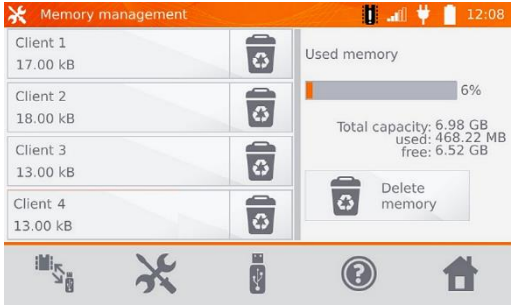 Memory management
12:08
Client 1
17.00 kB
Client 2
18.00 kB
Client 3
13.00 kB
Client 4
13.00 kB
Used memory
6%
Total capacity: 6.98 GB
used: 468.22 MB
free: 6.52 GB
Delete
memory